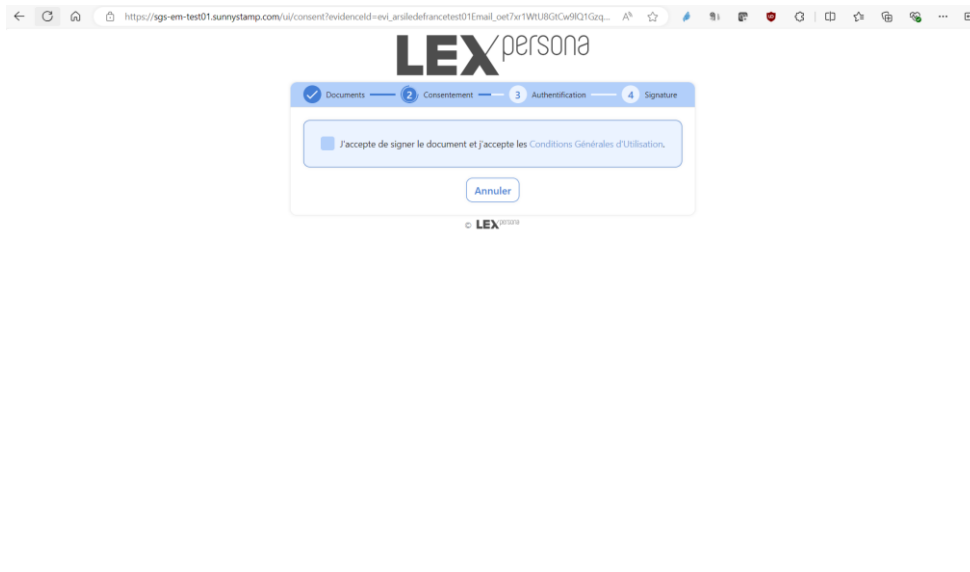 https://sgs-em-test01.sunnystamp.com/ui/consent?evidenceId=evi_arsiledefrancetest01Email_oet7xr1WtU8GtCw9IQ1Gzq...
LEX persona
Documents 2 Consentement 3 Authentification 4 Signature
J'accepte de signer le document et j'accepte les Conditions Générales d'Utilisation.
Annuler
© LEX persona